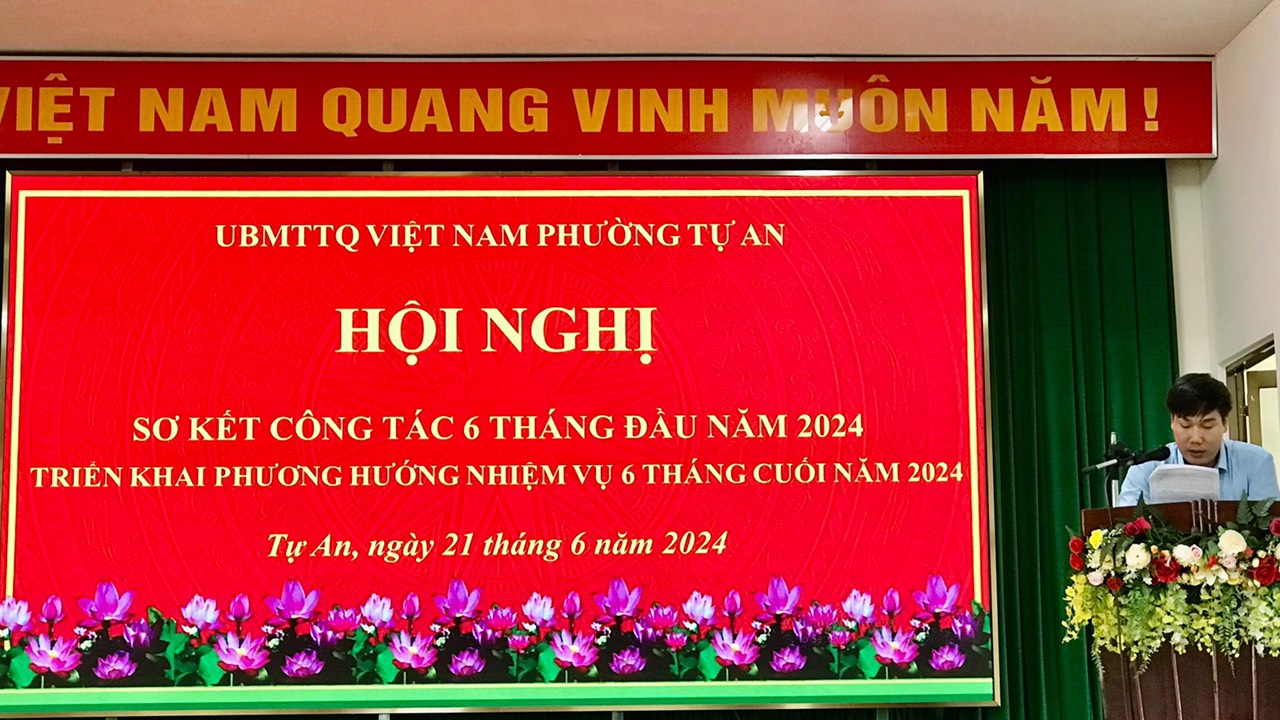 VIỆT NAM QUANG VINH MUÔN NĂM !
UBMTTQ VIỆT NAM PHƯỜNG TỰ AN
HỘI NGHỊ
SƠ KẾT CÔNG TÁC 6 THÁNG ĐẦU NĂM 2024
TRIỂN KHAI PHƯƠNG HƯỚNG NHIỆM VỤ 6 THÁNG CUỐI NĂM 2024
Tự An, ngày 21 tháng 6 năm 2024